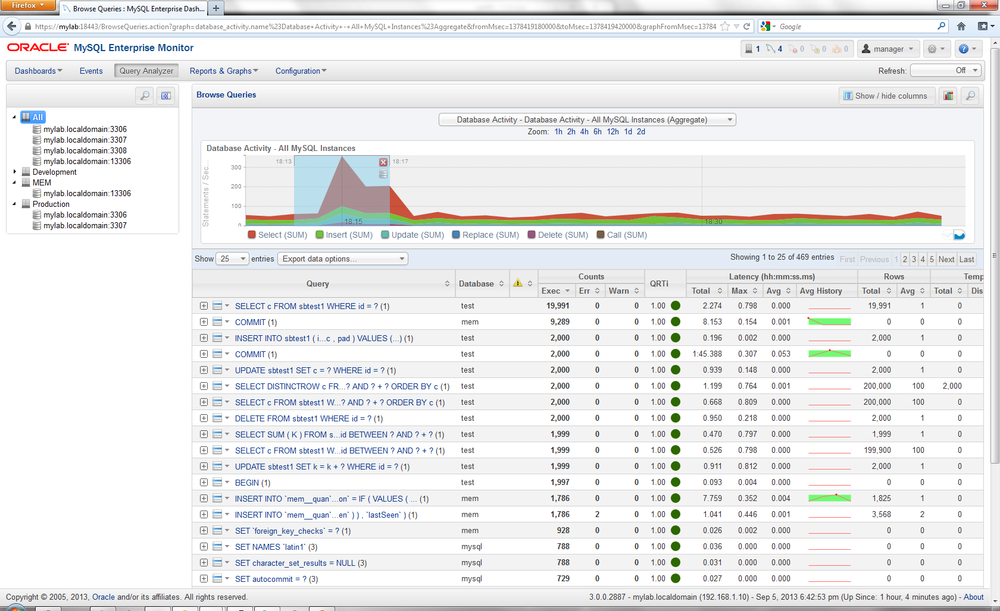 Firefox
Browse Queries : MySQL Enterprise Dash...
https://mylab:18443/BrowseQueries.action?graph=database_activity.name%23Database+Activity+-+All+MySQL+Instances%23Aggregate&fromMsec=1378419180000&toMsec=1378419420000&graphFromMsec=13784
Google
ORACLE MySQL Enterprise Monitor
1 4 0 0 0 manager
Dashboards Events Query Analyzer Reports & Graphs Configuration
Refresh: Off
All
mylab.localdomain:3306
mylab.localdomain:3307
mylab.localdomain:3308
mylab.localdomain:13306
Development
MEM
mylab.localdomain:13306
Production
mylab.localdomain:3306
mylab.localdomain:3307
Browse Queries
Show / hide columns
Database Activity - Database Activity - All MySQL Instances (Aggregate)
Zoom: 1h 2h 4h 6h 12h 1d 2d
Database Activity - All MySQL Instances
18:13 18:17
Statements / Sec...
300
200
100
0
18:15 18:30
Select (SUM) Insert (SUM) Update (SUM) Replace (SUM) Delete (SUM) Call (SUM)
Show 25 entries Export data options...
Showing 1 to 25 of 469 entries First Previous 1 2 3 4 5 Next Last
Query Database Counts QRTi Latency (hh:mm:ss.ms) Rows Temp
Exec Err Warn Total Max Avg Avg History Total Avg Total Dis
SELECT c FROM sbtest1 WHERE id = ? (1) test 19,991 0 0 1.00 2.274 0.798 0.000 19,991 1 0
COMMIT (1) mem 9,289 0 0 1.00 8.153 0.154 0.001 0 0 0
INSERT INTO sbtest1 ( i...c , pad ) VALUES (...) (1) test 2,000 0 0 1.00 0.196 0.002 0.000 2,000 1 0
COMMIT (1) test 2,000 0 0 1.00 1:45.388 0.307 0.053 0 0 0
UPDATE sbtest1 SET c = ? WHERE id = ? (1) test 2,000 0 0 1.00 0.939 0.148 0.000 2,000 1 0
SELECT DISTINCTROW c FR...? AND ? + ? ORDER BY c (1) test 2,000 0 0 1.00 1.199 0.764 0.001 200,000 100 2,000
SELECT c FROM sbtest1 W...? AND ? + ? ORDER BY c (1) test 2,000 0 0 1.00 0.668 0.809 0.000 200,000 100 0
DELETE FROM sbtest1 WHERE id = ? (1) test 2,000 0 0 1.00 0.950 0.218 0.000 2,000 1 0
SELECT SUM ( K ) FROM s...id BETWEEN ? AND ? + ? (1) test 1,999 0 0 1.00 0.470 0.797 0.000 1,999 1 0
SELECT c FROM sbtest1 W...id BETWEEN ? AND ? + ? (1) test 1,999 0 0 1.00 0.526 0.798 0.000 199,900 100 0
UPDATE sbtest1 SET k = k + ? WHERE id = ? (1) test 1,999 0 0 1.00 0.911 0.812 0.000 2,000 1 0
BEGIN (1) test 1,997 0 0 1.00 0.093 0.004 0.000 0 0 0
INSERT INTO `mem__quan`...on` = IF ( VALUES ( ... (1) mem 1,786 0 0 1.00 7.759 0.352 0.004 1,825 1 0
INSERT INTO `mem__quan`...en` ) ) , `lastSeen` ) (1) mem 1,786 2 0 1.00 1.041 0.446 0.001 3,568 2 0
SET `foreign_key_checks` = ? (1) mem 928 0 0 1.00 0.026 0.002 0.000 0 0 0
SET NAMES `latin1` (3) mysql 788 0 0 1.00 0.036 0.000 0.000 0 0 0
SET character_set_results = NULL (3) mysql 788 0 0 1.00 0.031 0.000 0.000 0 0 0
SET autocommit = ? (3) mysql 729 0 0 1.00 0.027 0.000 0.000 0 0 0
Copyright © 2005, 2013, Oracle and/or its affiliates. All rights reserved.
3.0.0.2887 - mylab.localdomain (192.168.1.10) - Sep 5, 2013 6:42:53 pm (Up Since: 1 hour, 4 minutes ago) - About